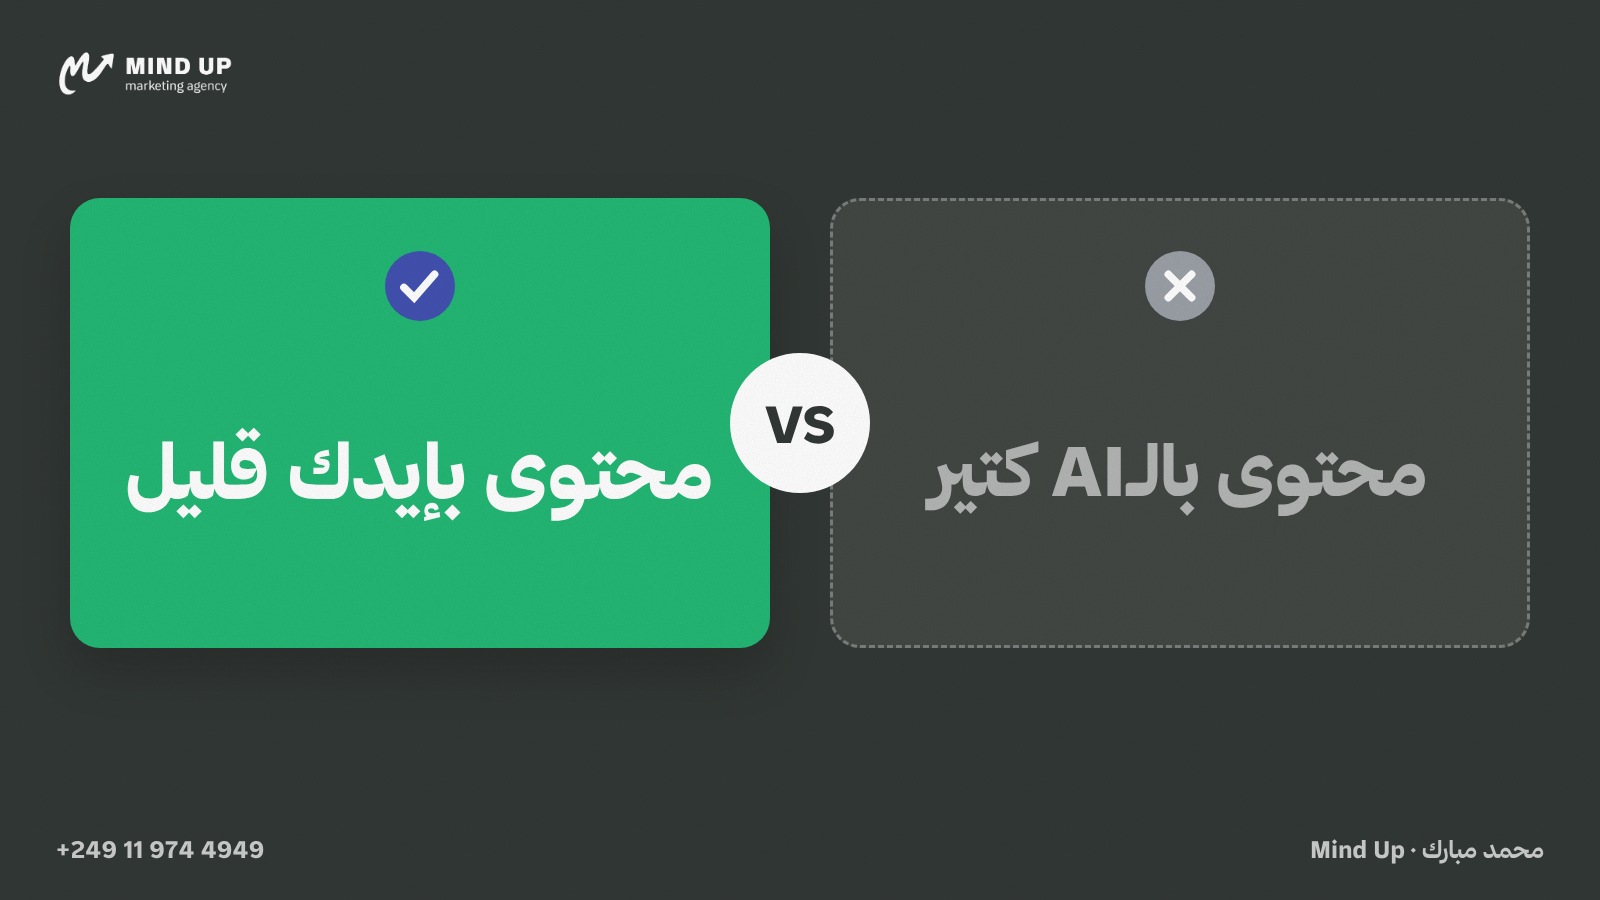 MIND UP
marketing agency
محتوى بالـAI كتير
VS
محتوى بإيدك قليل
محمد مبارك · Mind Up
+249 11 974 4949